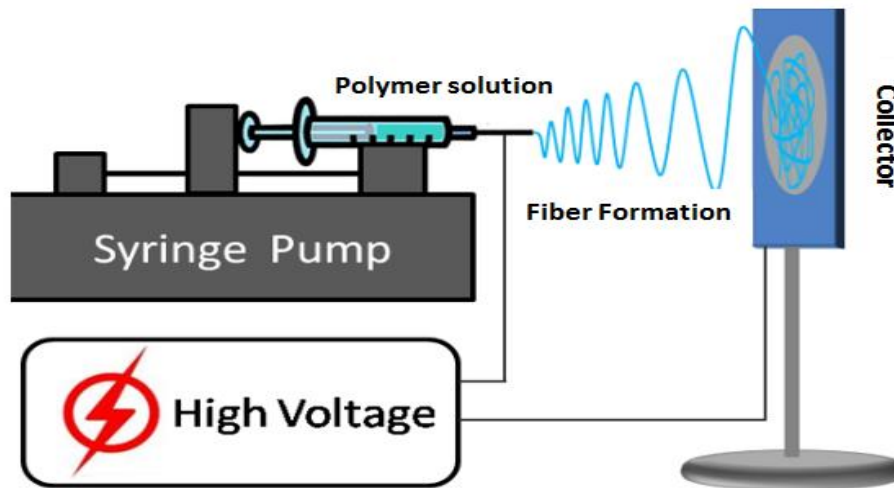 Polymer solution
Collector
Fiber Formation
Syringe Pump
High Voltage